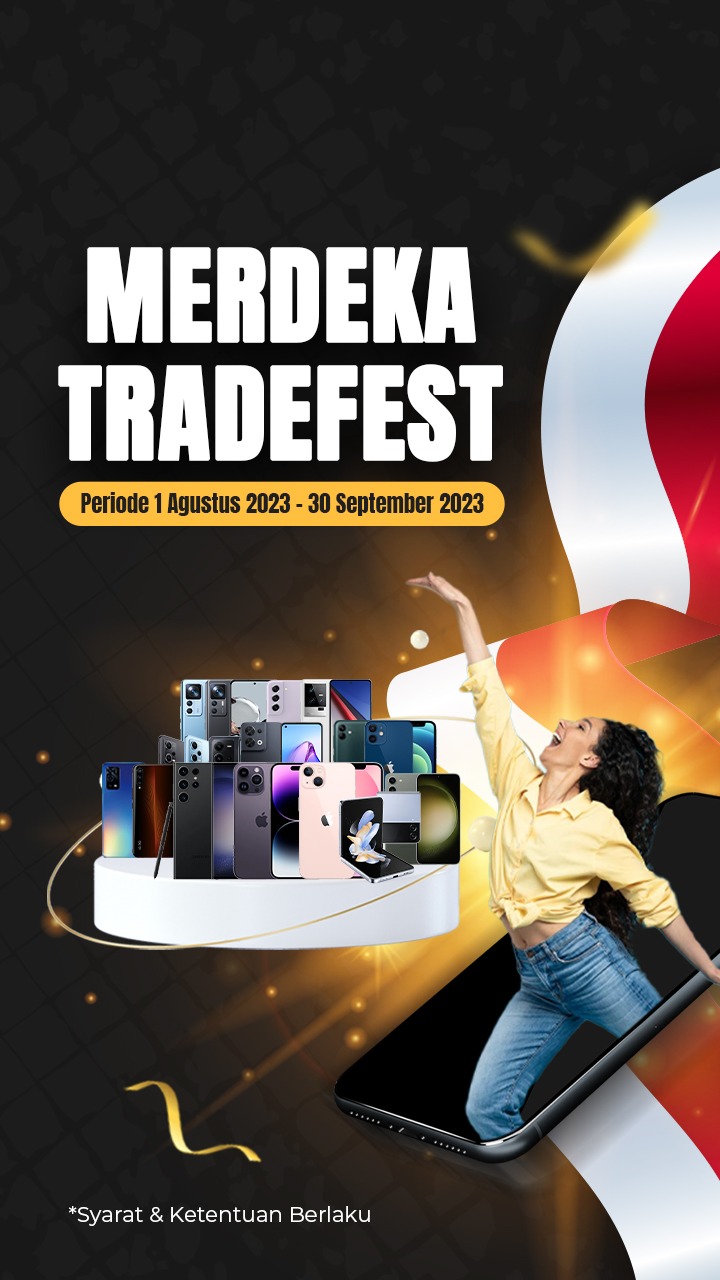 MERDEKA
TRADEFEST
Periode 1 Agustus 2023 - 30 September 2023
*Syarat & Ketentuan Berlaku